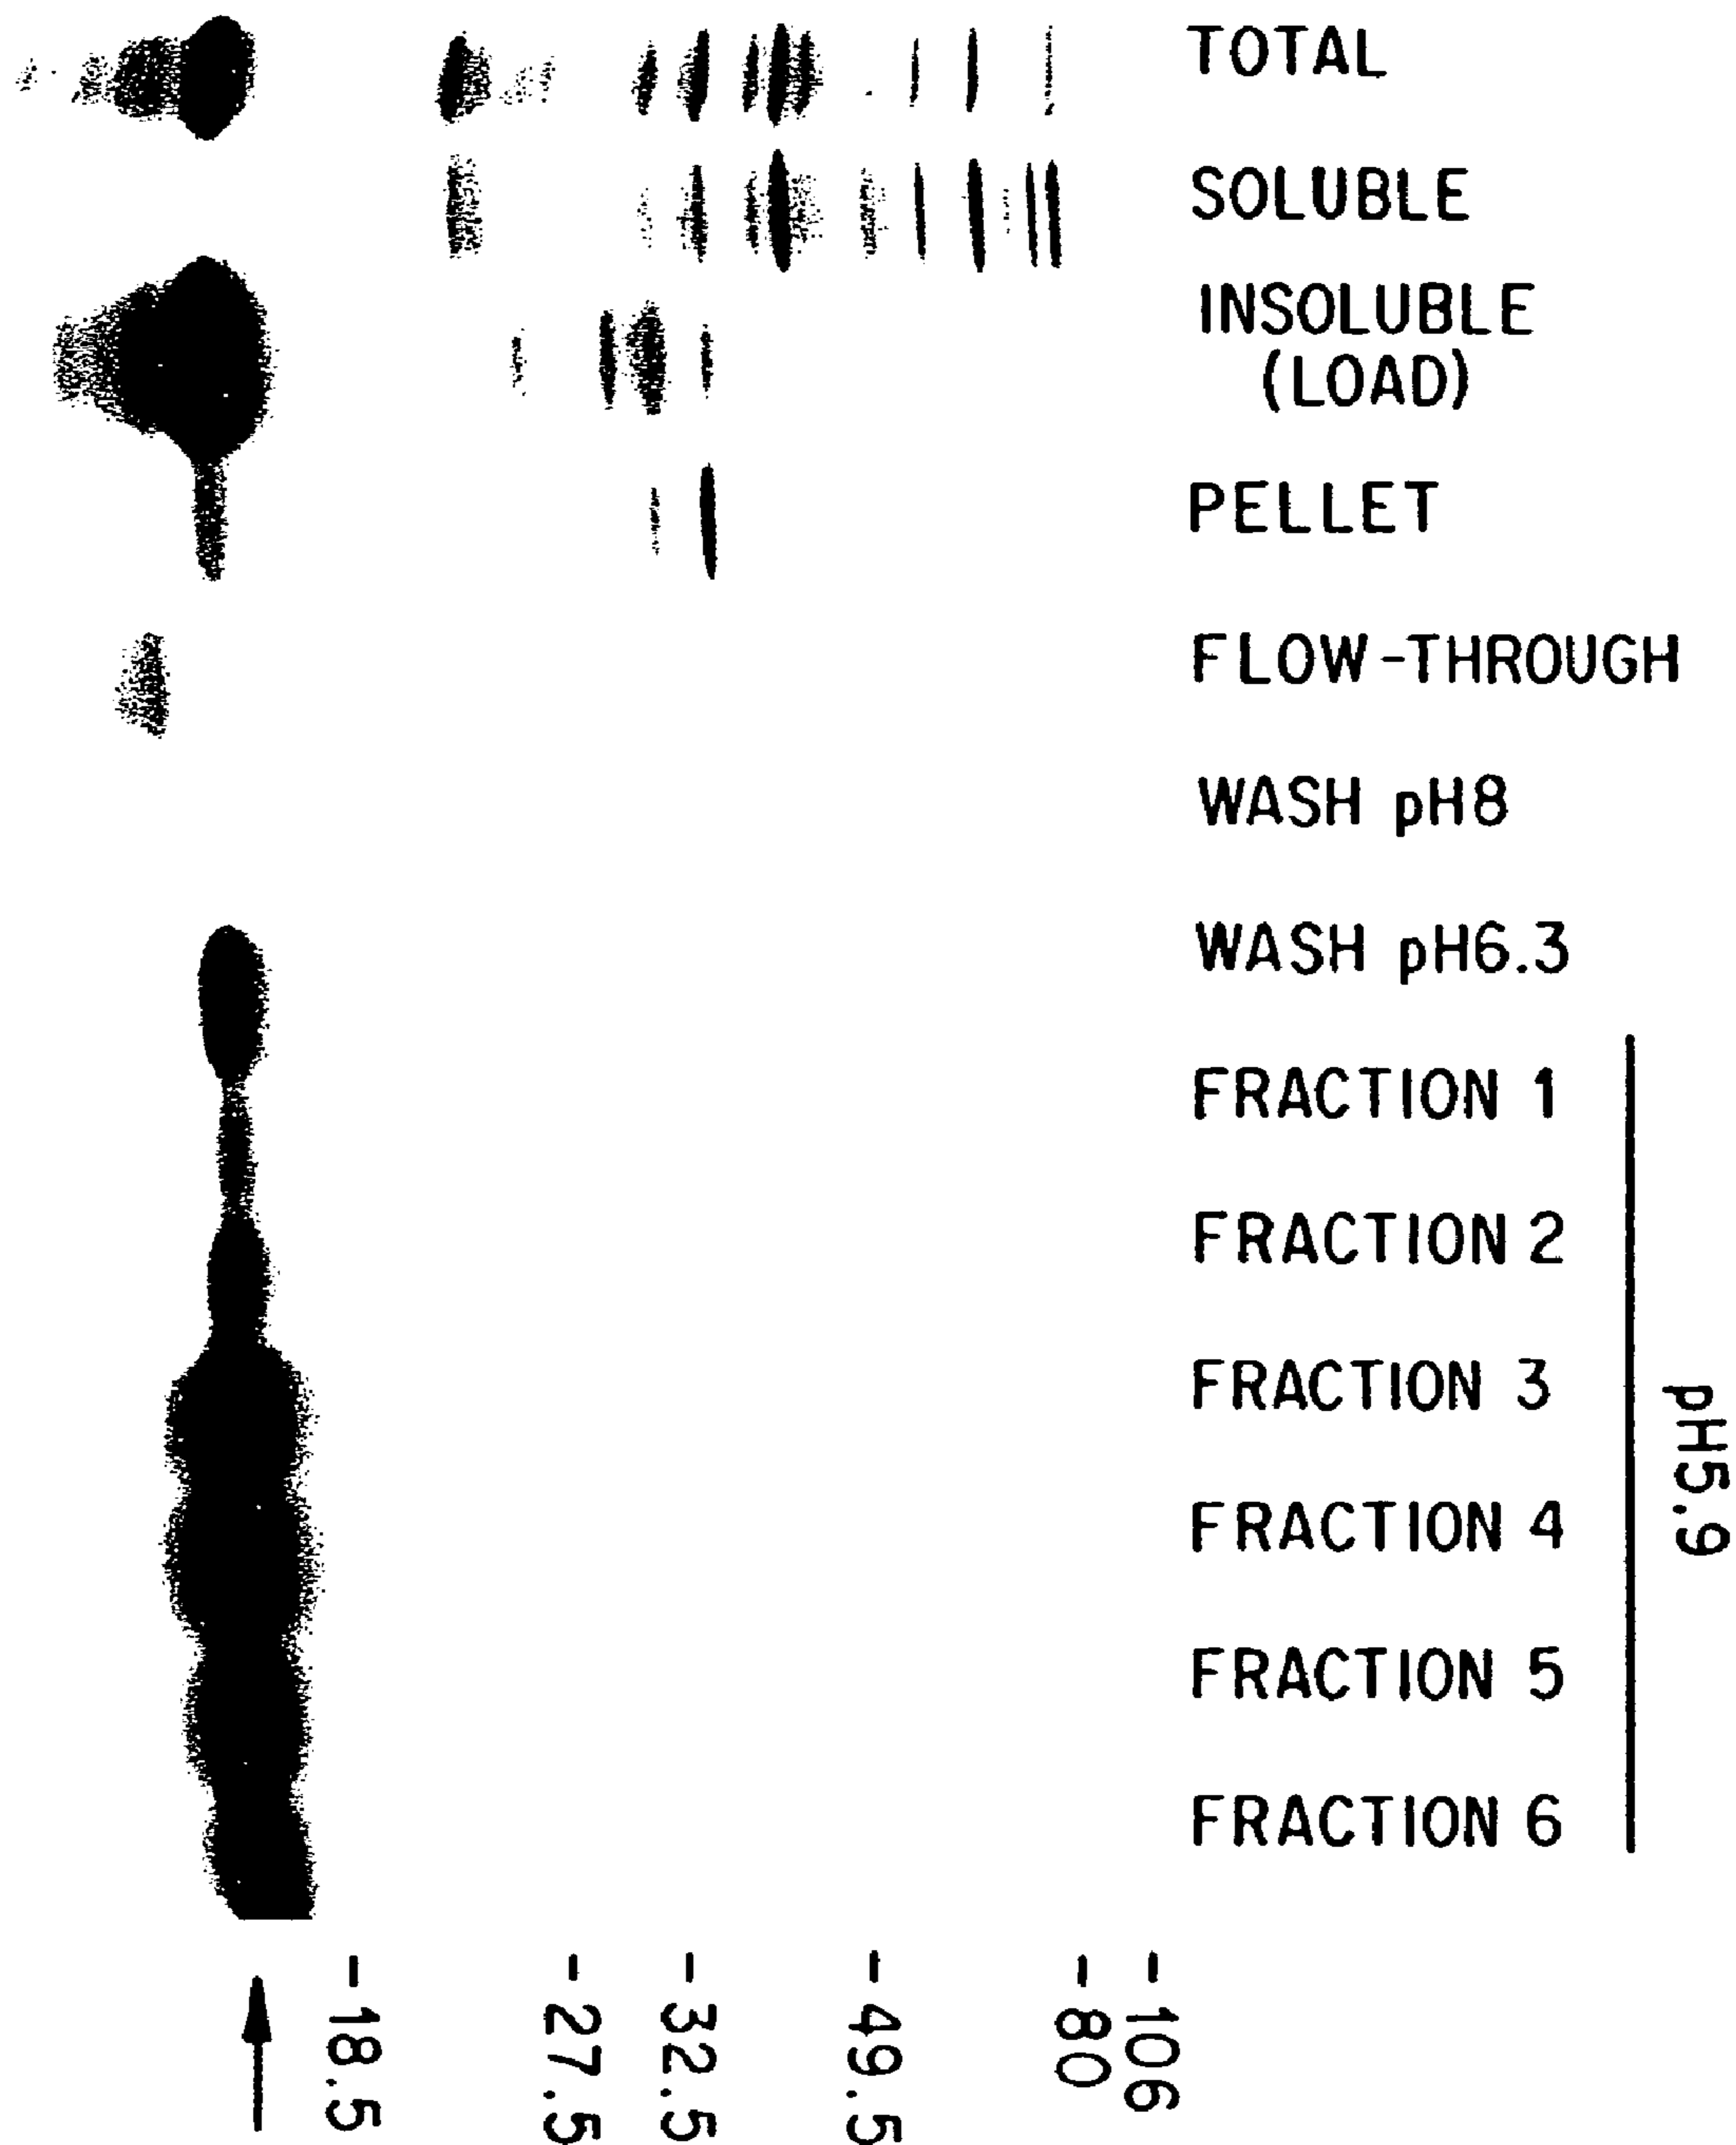 TOTAL
SOLUBLE
INSOLUBLE
(LOAD)
PELLET
FLOW-THROUGH
WASH pH8
WASH pH6.3
FRACTION 1
FRACTION 2
FRACTION 3
FRACTION 4
FRACTION 5
FRACTION 6
pH5.9
-18.5
-27.5
-32.5
-49.5
-80
-106